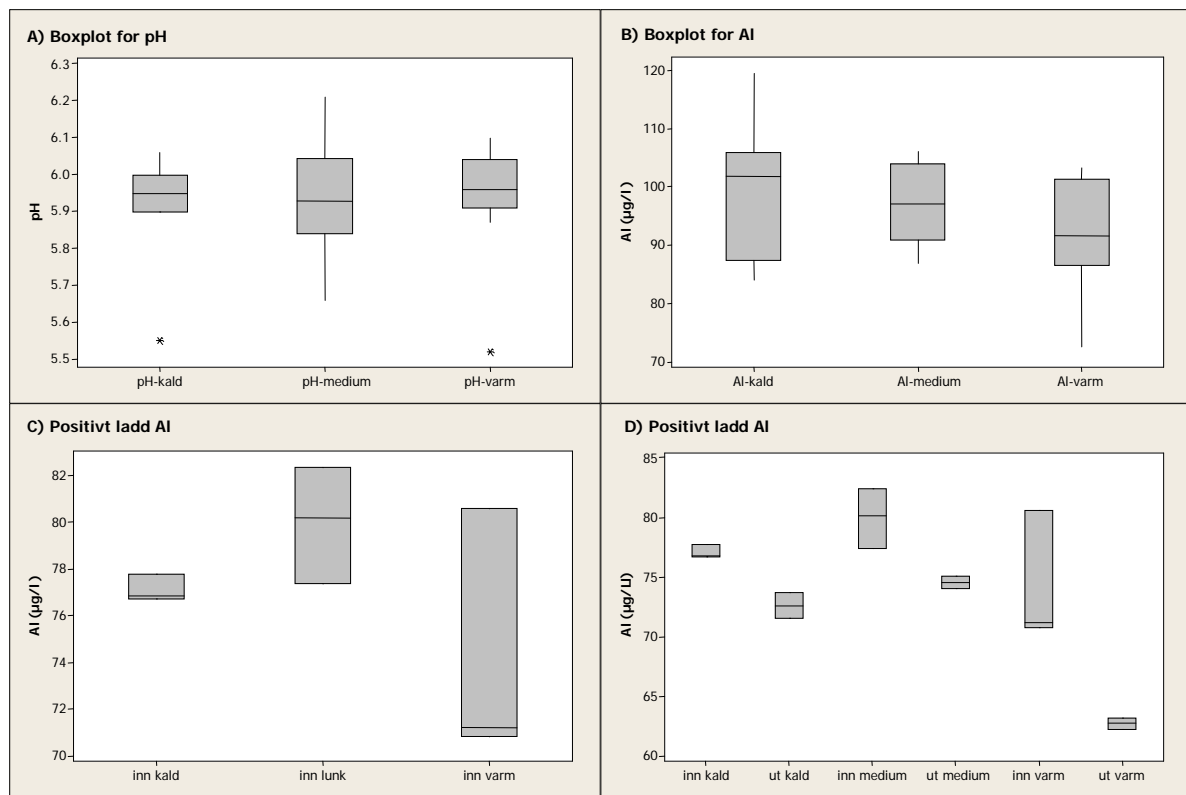 A) Boxplot for pH
6.3
6.2
6.1
6.0
5.9
5.8
5.7
5.6
5.5
pH
pH-kald pH-medium pH-varm
B) Boxplot for Al
120
110
100
90
80
70
Al (µg/l)
Al-kald Al-medium Al-varm
C) Positivt ladd Al
82
80
78
76
74
72
70
Al (µg/l)
inn kald inn lunk inn varm
D) Positivt ladd Al
85
80
75
70
65
60
Al (µg/Ll)
inn kald ut kald inn medium ut medium inn varm ut varm